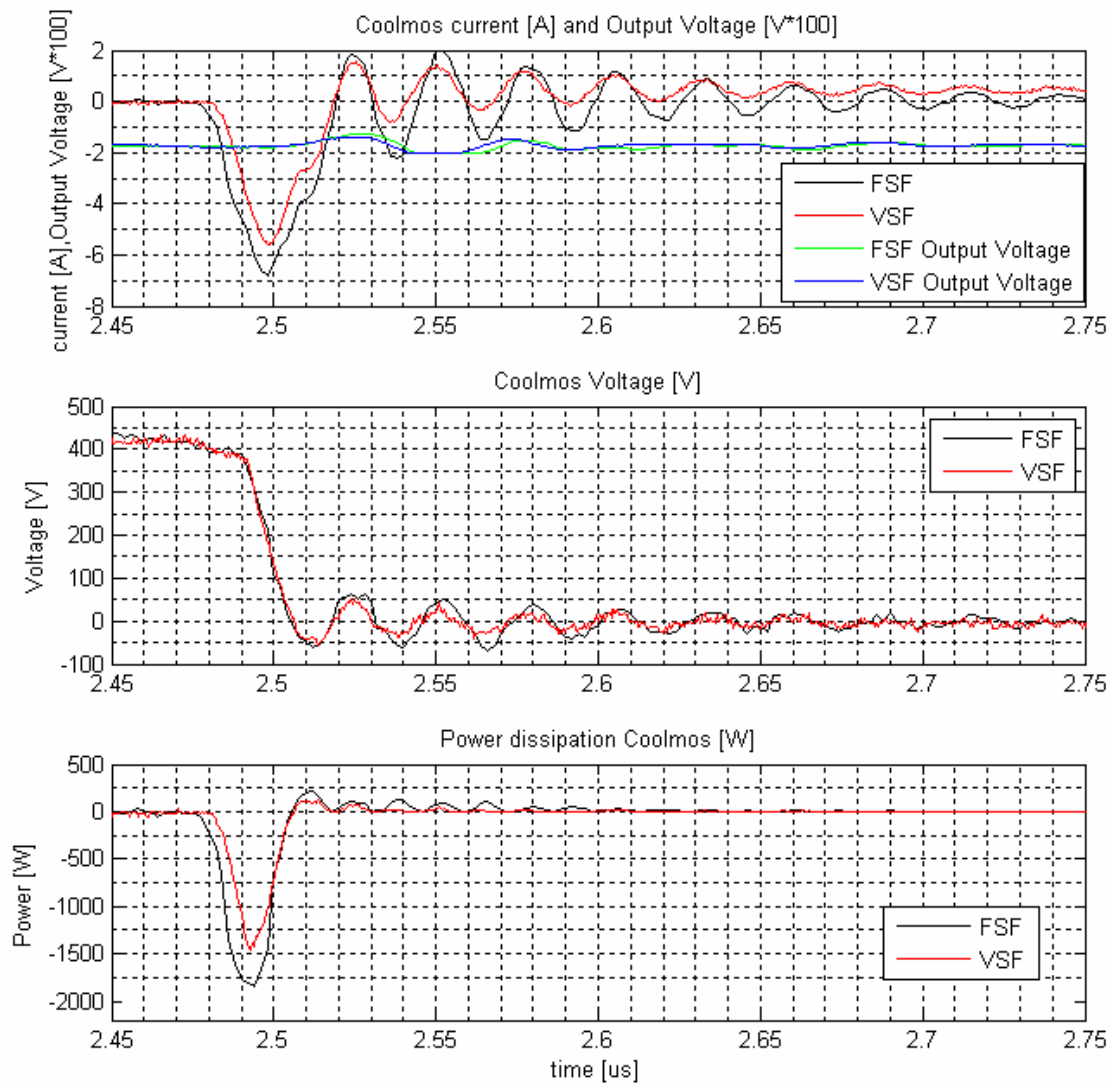 Coolmos current [A] and Output Voltage [V*100]
current [A],Output Voltage [V*100]
2
0
-2
-4
-6
-8
2.45 2.5 2.55 2.6 2.65 2.7 2.75
FSF
VSF
FSF Output Voltage
VSF Output Voltage
Coolmos Voltage [V]
Voltage [V]
500
400
300
200
100
0
-100
2.45 2.5 2.55 2.6 2.65 2.7 2.75
FSF
VSF
Power dissipation Coolmos [W]
Power [W]
500
0
-500
-1000
-1500
-2000
2.45 2.5 2.55 2.6 2.65 2.7 2.75
FSF
VSF
time [us]